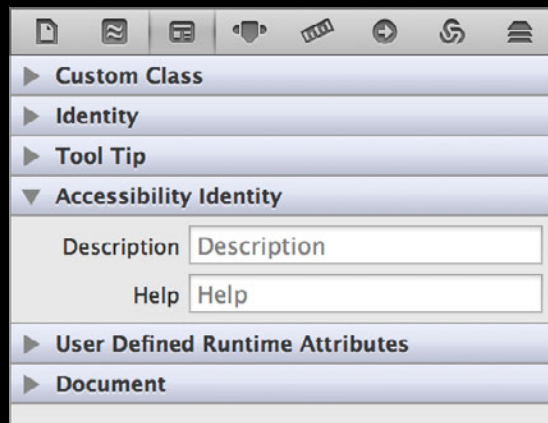 Custom Class
Identity
Tool Tip
Accessibility Identity
Description Description
Help Help
User Defined Runtime Attributes
Document